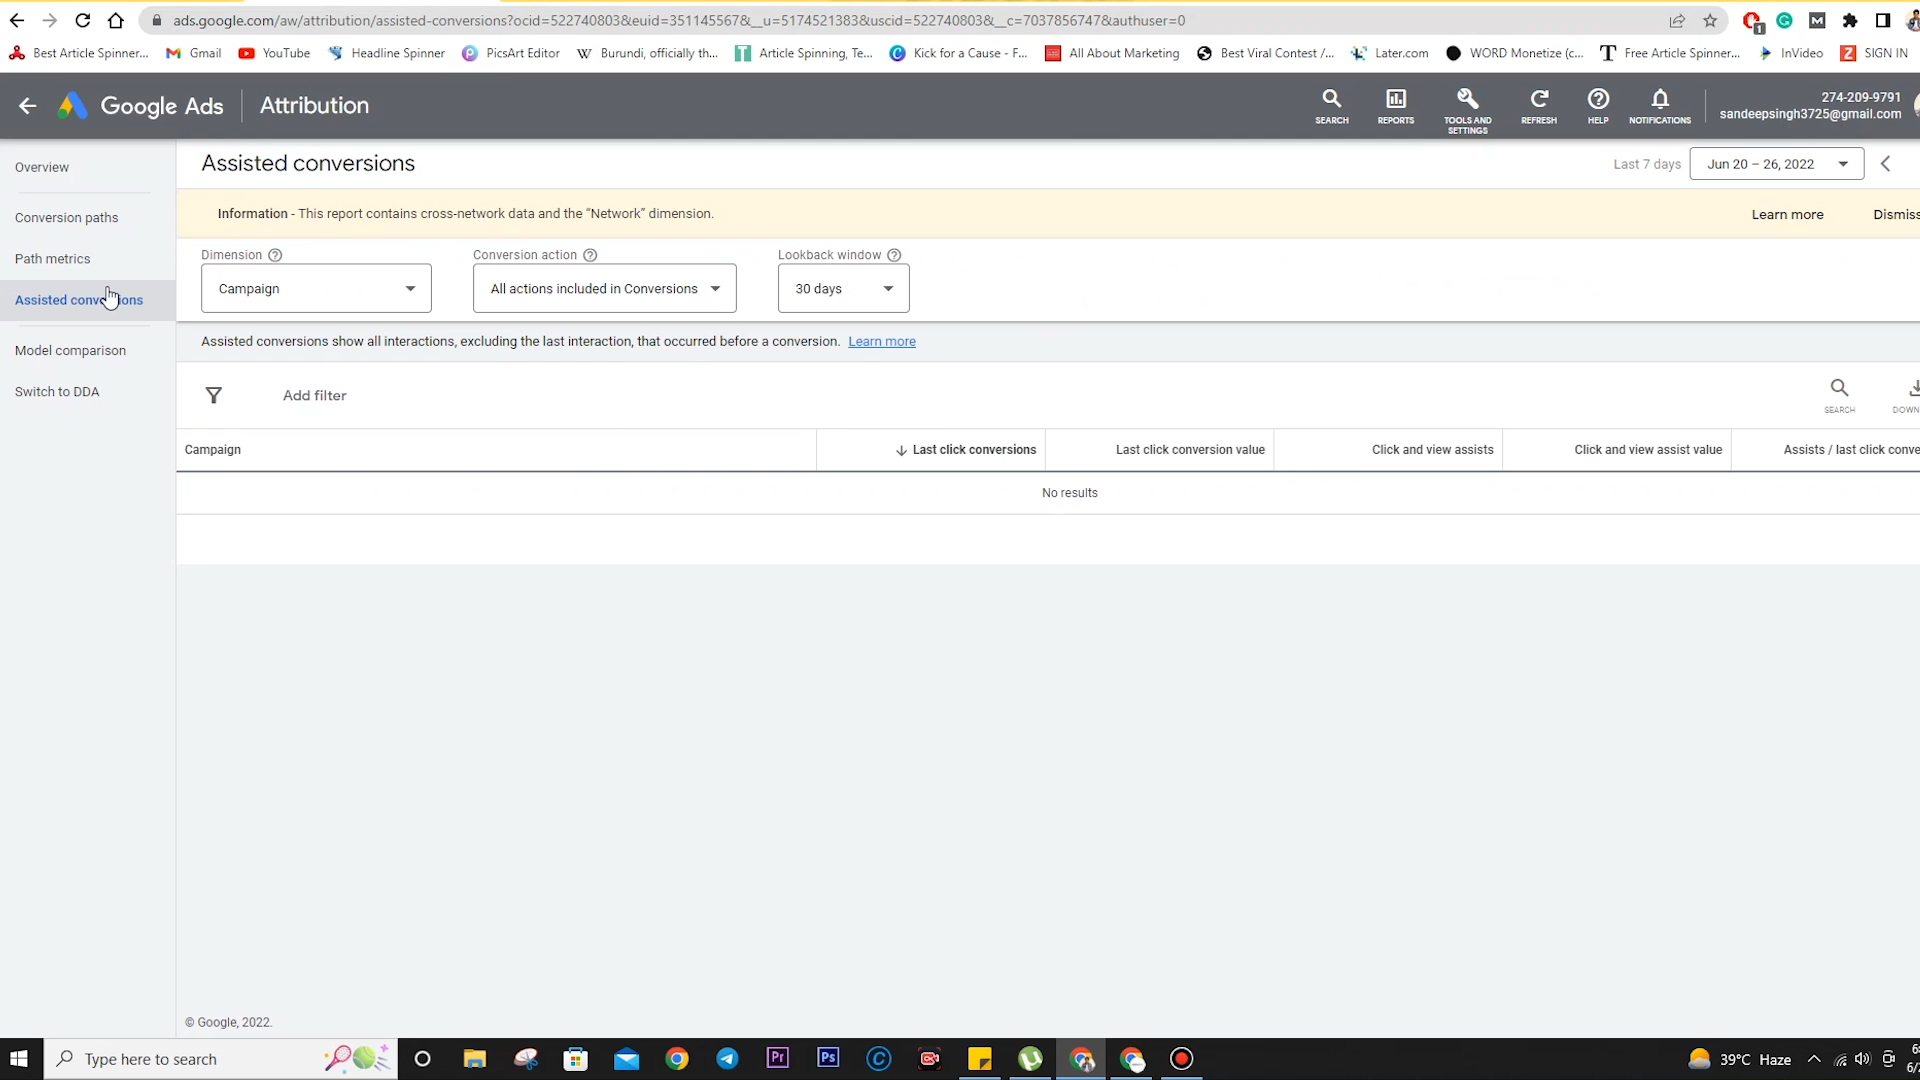 ads.google.com/aw/attribution/assisted-conversions?ocid=522740803&euid=351145567&__u=5174521383&uscid=522740803&__c=7037856747&authuser=0
1
Best Article Spinner... Gmail YouTube Headline Spinner PicsArt Editor Burundi, officially th... Article Spinning, Te... Kick for a Cause - F... All About Marketing Best Viral Contest /... Later.com WORD Monetize (c... Free Article Spinner... InVideo SIGN IN
Google Ads Attribution
SEARCH REPORTS TOOLS AND SETTINGS REFRESH HELP NOTIFICATIONS
274-209-9791
sandeepsingh3725@gmail.com
Overview
Conversion paths
Path metrics
Assisted conversions
Model comparison
Switch to DDA
Assisted conversions
Last 7 days Jun 20 – 26, 2022
Information - This report contains cross-network data and the “Network” dimension.
Learn more Dismiss
Dimension Conversion action Lookback window
Campaign All actions included in Conversions 30 days
Assisted conversions show all interactions, excluding the last interaction, that occurred before a conversion. Learn more
Add filter
SEARCH DOWN
Campaign Last click conversions Last click conversion value Click and view assists Click and view assist value Assists / last click conve
No results
© Google, 2022.
Type here to search
Pr Ps
39°C Haze